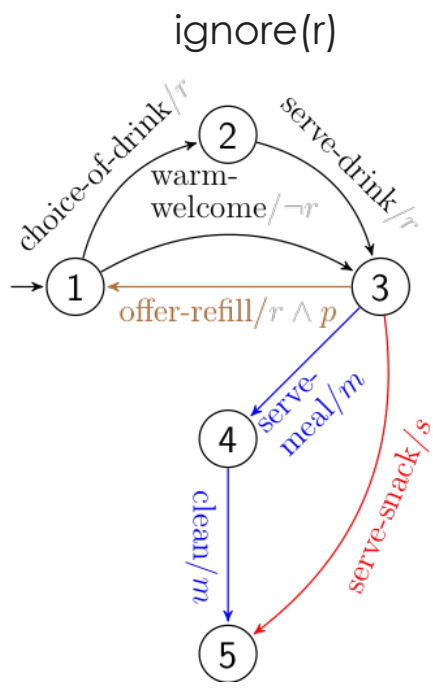 ignore(r)
choice-of-drink/r
2
serve-drink/r
warm-
welcome/¬r
1
3
offer-refill/r ∧ p
serve-
meal/m
4
serve-snack/s
clean/m
5